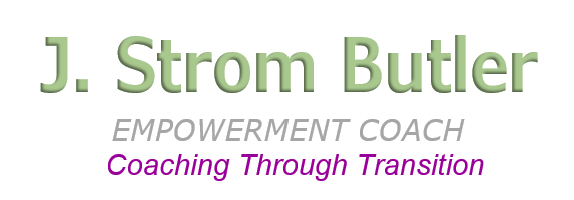 J. Strom Butler
EMPOWERMENT COACH
Coaching Through Transition